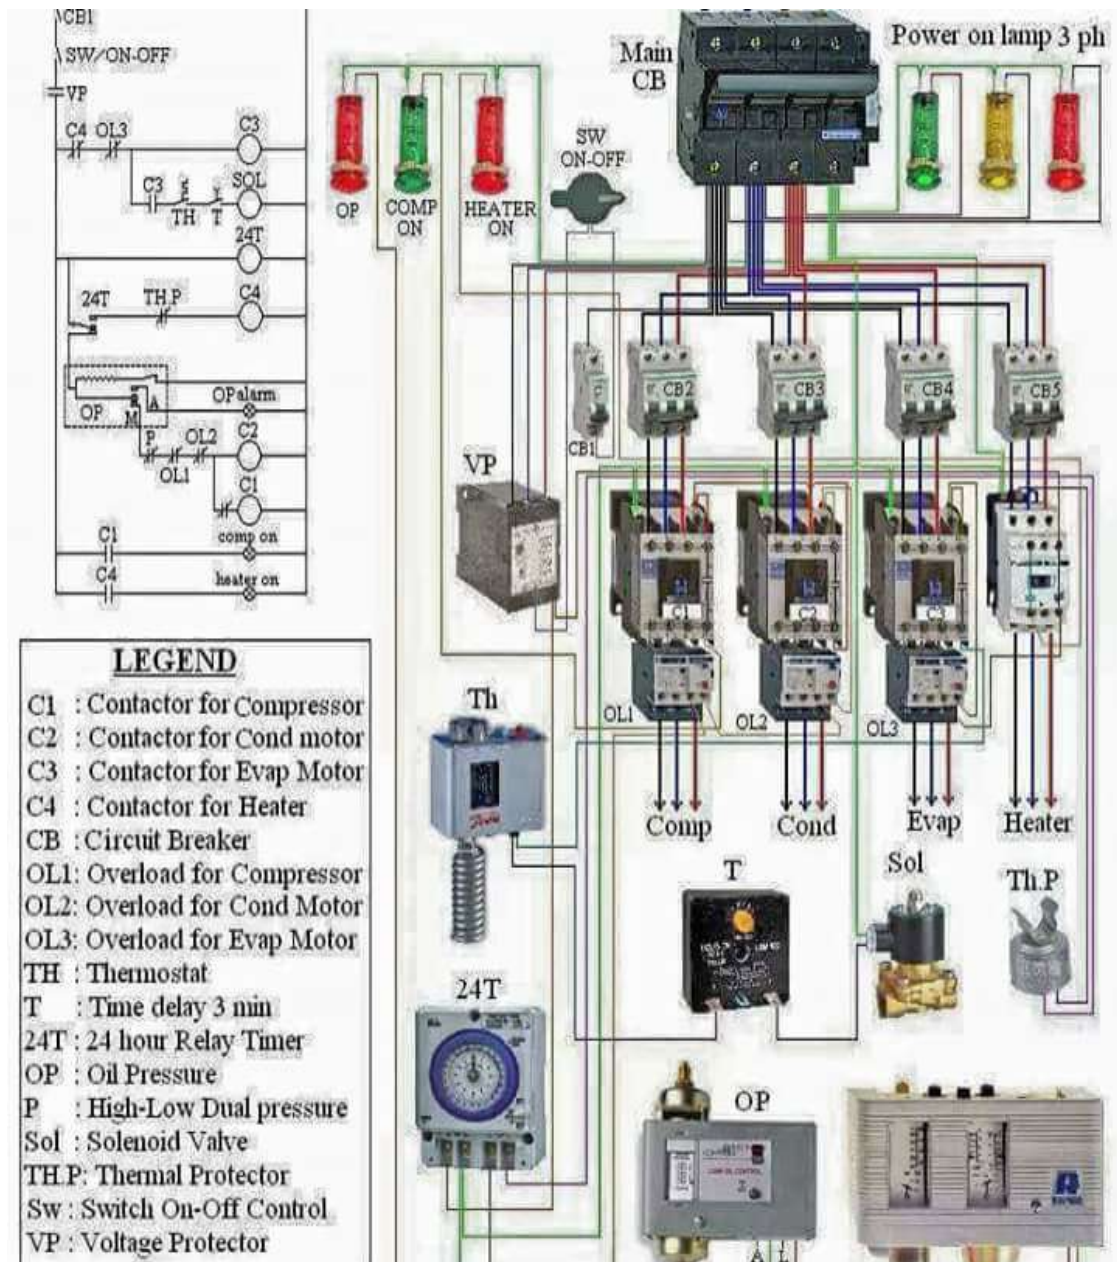 CB1
SW/ON-OFF
VP
C4 OL3
C3
C3
SOL
TH T
24T
24T
TH.P
C4
OP
A
M
OP alarm
P
OL2
C2
OL1
C1
comp on
C1
C4
heater on
LEGEND
C1 : Contactor for Compressor
C2 : Contactor for Cond motor
C3 : Contactor for Evap Motor
C4 : Contactor for Heater
CB : Circuit Breaker
OL1: Overload for Compressor
OL2: Overload for Cond Motor
OL3: Overload for Evap Motor
TH : Thermostat
T : Time delay 3 min
24T : 24 hour Relay Timer
OP : Oil Pressure
P : High-Low Dual pressure
Sol : Solenoid Valve
TH.P: Thermal Protector
Sw : Switch On-Off Control
VP : Voltage Protector
Main
CB
Power on lamp 3 ph
OP
COMP
ON
HEATER
ON
SW
ON-OFF
CB1
CB2
CB3
CB4
CB5
VP
C1
C2
C3
OL1
OL2
OL3
Comp
Cond
Evap
Heater
Th
Danfoss
T
Sol
Th.P
24T
OP
A L